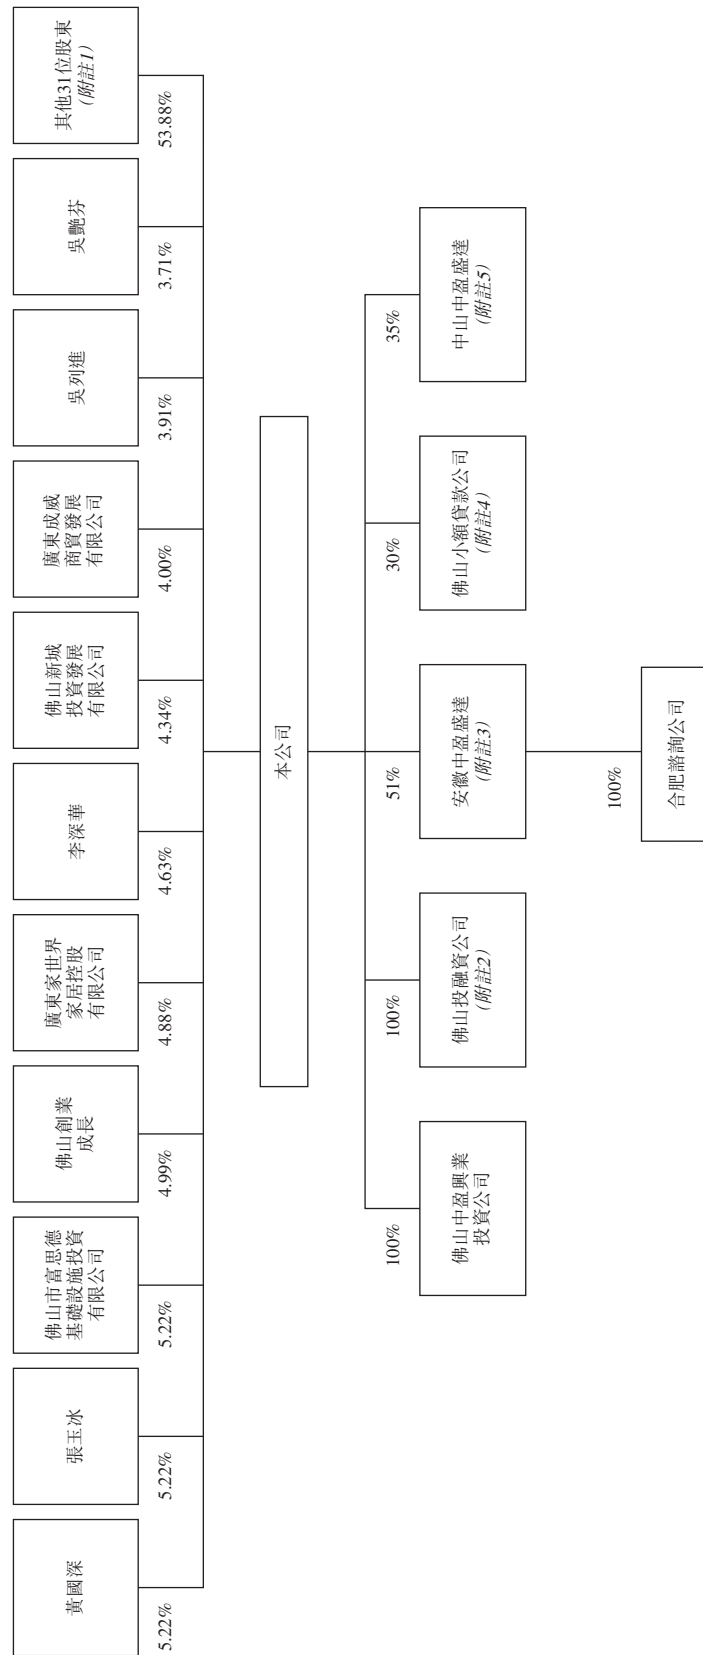 黃國深
張玉冰
佛山市富思德
基礎設施投資
有限公司
佛山創業
成長
廣東家世界
家居控股
有限公司
李深華
佛山新城
投資發展
有限公司
廣東成威
商貿發展
有限公司
吳列進
吳艷芬
其他31位股東
(附註1)
5.22%
5.22%
5.22%
4.99%
4.88%
4.63%
4.34%
4.00%
3.91%
3.71%
53.88%
本公司
100%
100%
51%
30%
35%
佛山中盈興業
投資公司
佛山投融資公司
(附註2)
安徽中盈盛達
(附註3)
佛山小額貸款公司
(附註4)
中山中盈盛達
(附註5)
100%
合肥諮詢公司